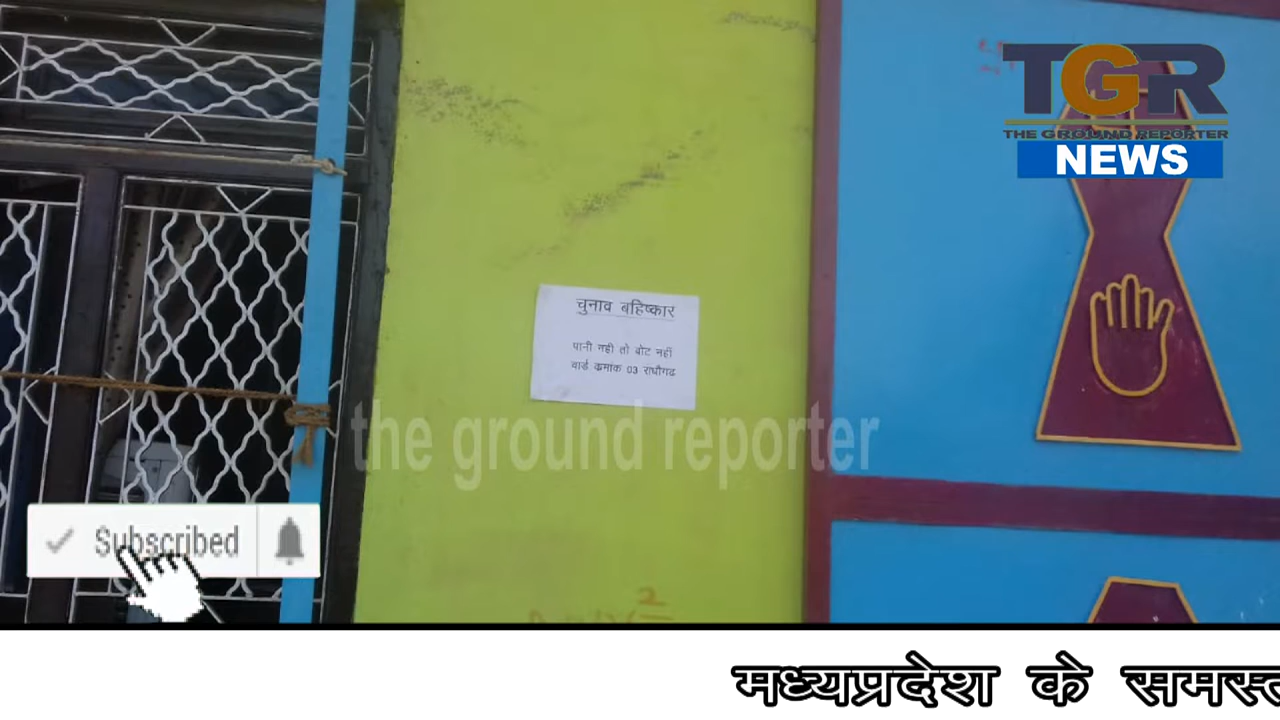 TGR
THE GROUND REPORTER
NEWS
चुनाव बहिष्कार
पानी नही तो वोट नही
वार्ड क्रमांक 03 राघौगढ
the ground reporter
Subscribed
मध्यप्रदेश के समस्त